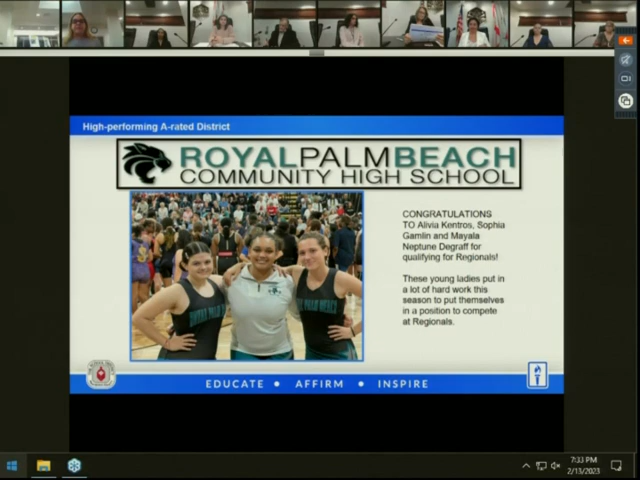 High-performing A-rated District
ROYALPALMBEACH
COMMUNITY HIGH SCHOOL
CONGRATULATIONS
TO Alivia Kentros, Sophia
Gamlin and Mayala
Neptune Degraff for
qualifying for Regionals!
These young ladies put in
a lot of hard work this
season to put themselves
in a position to compete
at Regionals.
EDUCATE • AFFIRM • INSPIRE
7:33 PM
2/13/2023